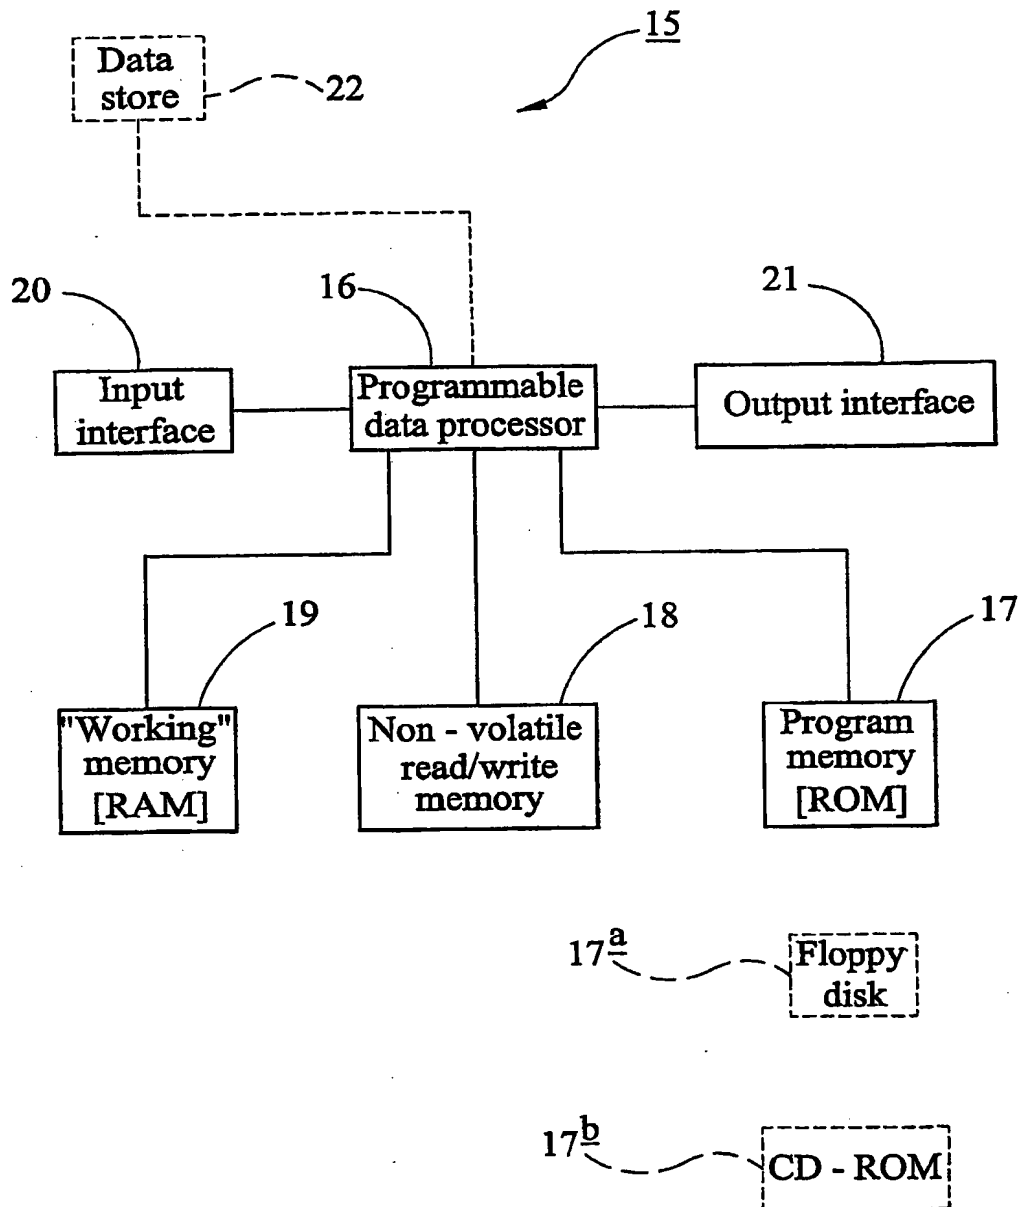 15
Data
store
22
20
16
21
Input
interface
Programmable
data processor
Output interface
19
18
17
"Working"
memory
[RAM]
Non - volatile
read/write
memory
Program
memory
[ROM]
17a
Floppy
disk
17b
CD - ROM